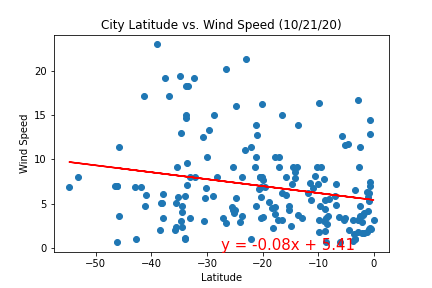 City Latitude vs. Wind Speed (10/21/20)
20
15
10
5
0
Wind Speed
y = -0.08x + 5.41
−50
−40
−30
−20
−10
0
Latitude